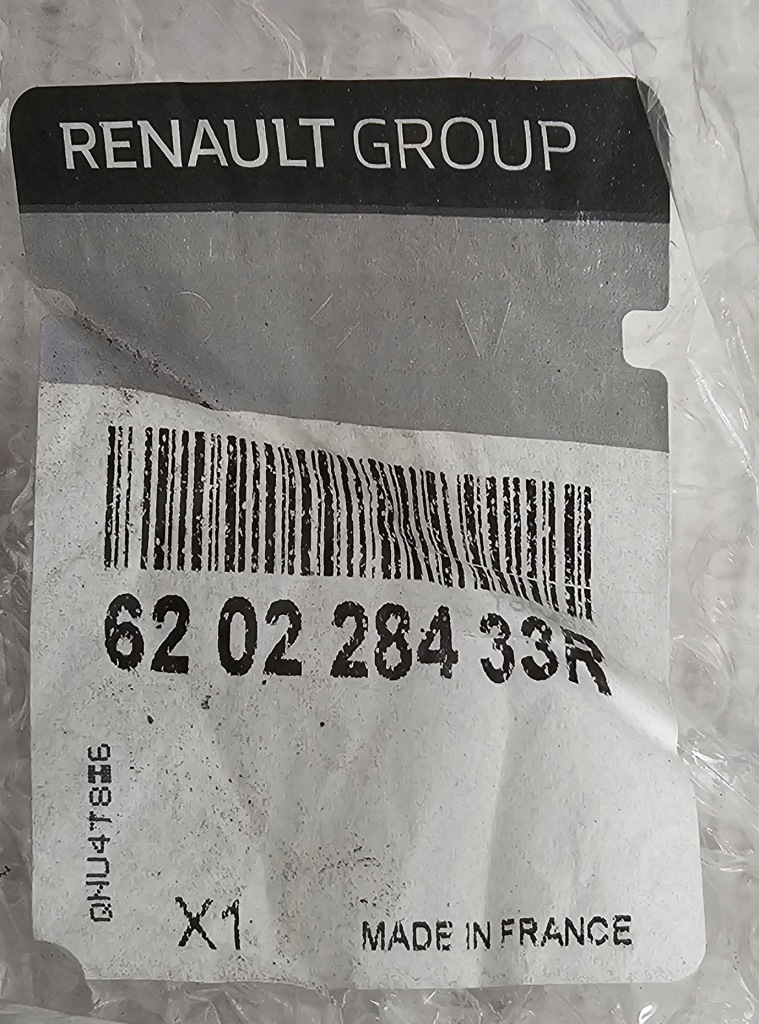 RENAULT GROUP
62 02 284 33R
X1
MADE IN FRANCE